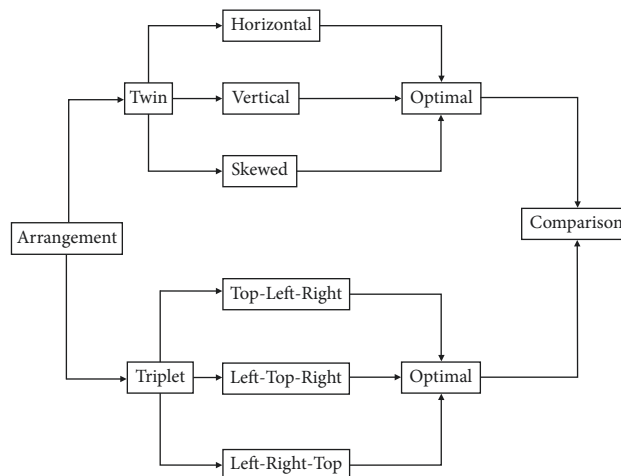 Horizontal
Twin
Vertical
Optimal
Skewed
Arrangement
Comparison
Top-Left-Right
Triplet
Left-Top-Right
Optimal
Left-Right-Top